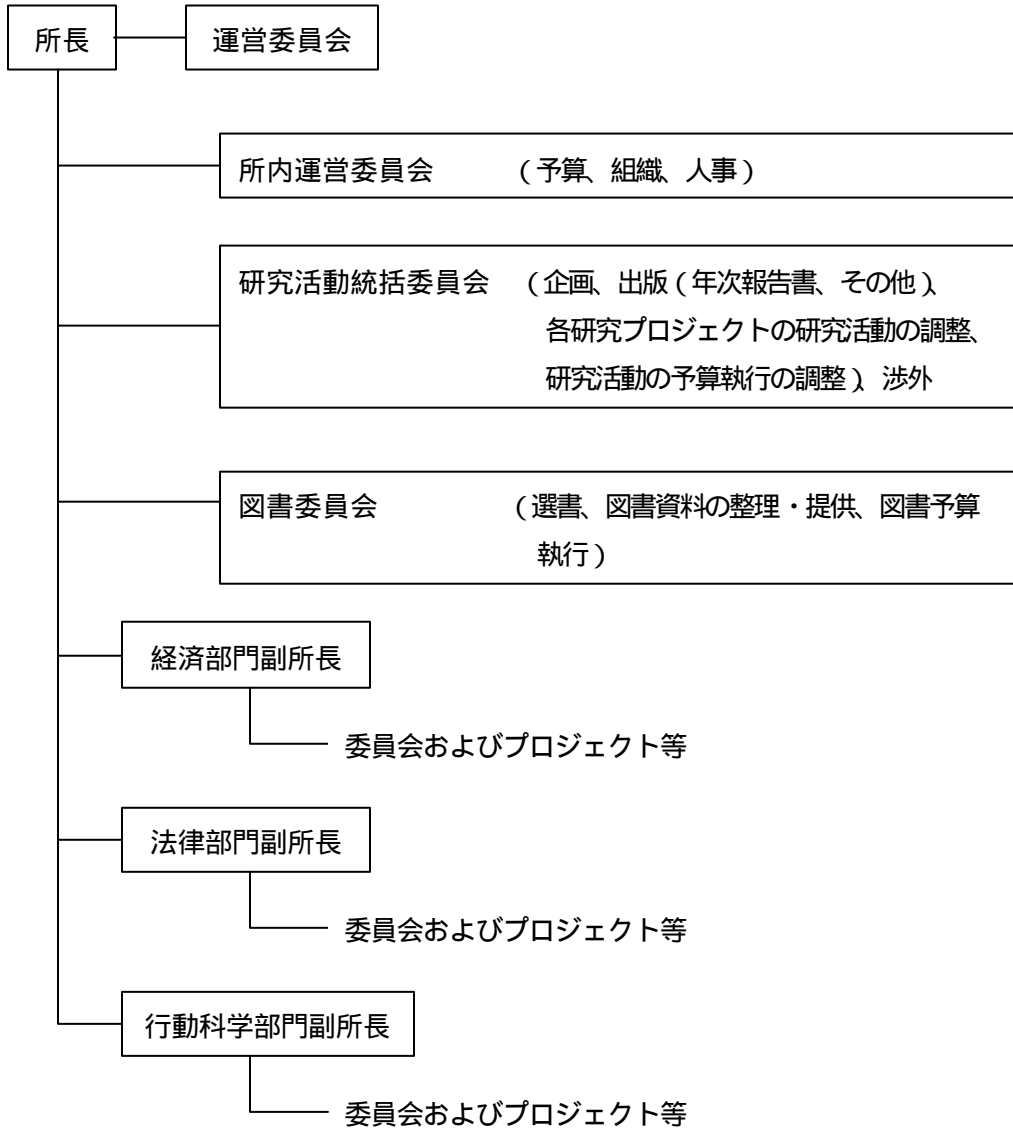 所長 運営委員会
所内運営委員会 (予算、組織、人事)
研究活動統括委員会 (企画、出版(年次報告書、その他)、
各研究プロジェクトの研究活動の調整、
研究活動の予算執行の調整)、渉外
図書委員会 (選書、図書資料の整理・提供、図書予算
執行)
経済部門副所長
委員会およびプロジェクト等
法律部門副所長
委員会およびプロジェクト等
行動科学部門副所長
委員会およびプロジェクト等